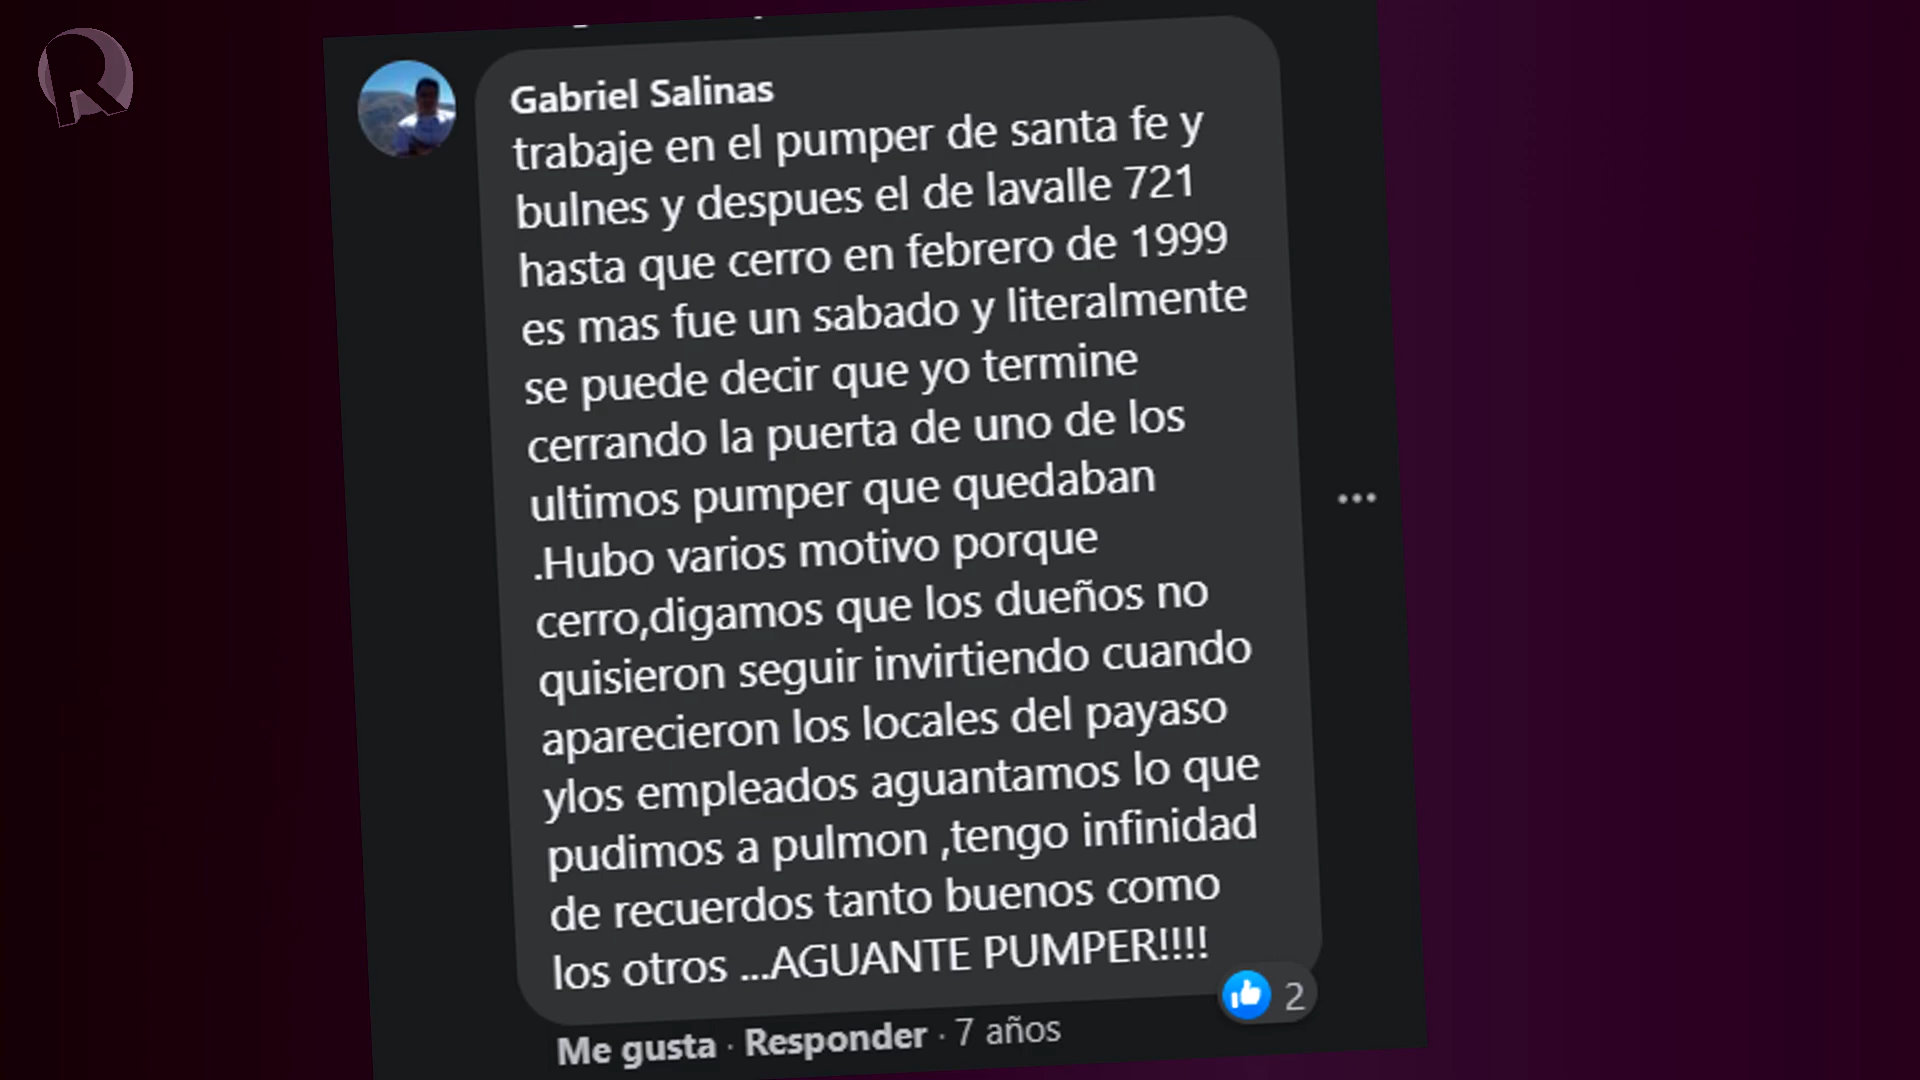 R
Gabriel Salinas
trabaje en el pumper de santa fe y
bulnes y despues el de lavalle 721
hasta que cerro en febrero de 1999
es mas fue un sabado y literalmente
se puede decir que yo termine
cerrando la puerta de uno de los
ultimos pumper que quedaban
.Hubo varios motivo porque
cerro,digamos que los dueños no
quisieron seguir invirtiendo cuando
aparecieron los locales del payaso
ylos empleados aguantamos lo que
pudimos a pulmon ,tengo infinidad
de recuerdos tanto buenos como
los otros ...AGUANTE PUMPER!!!!
2
Me gusta · Responder · 7 años